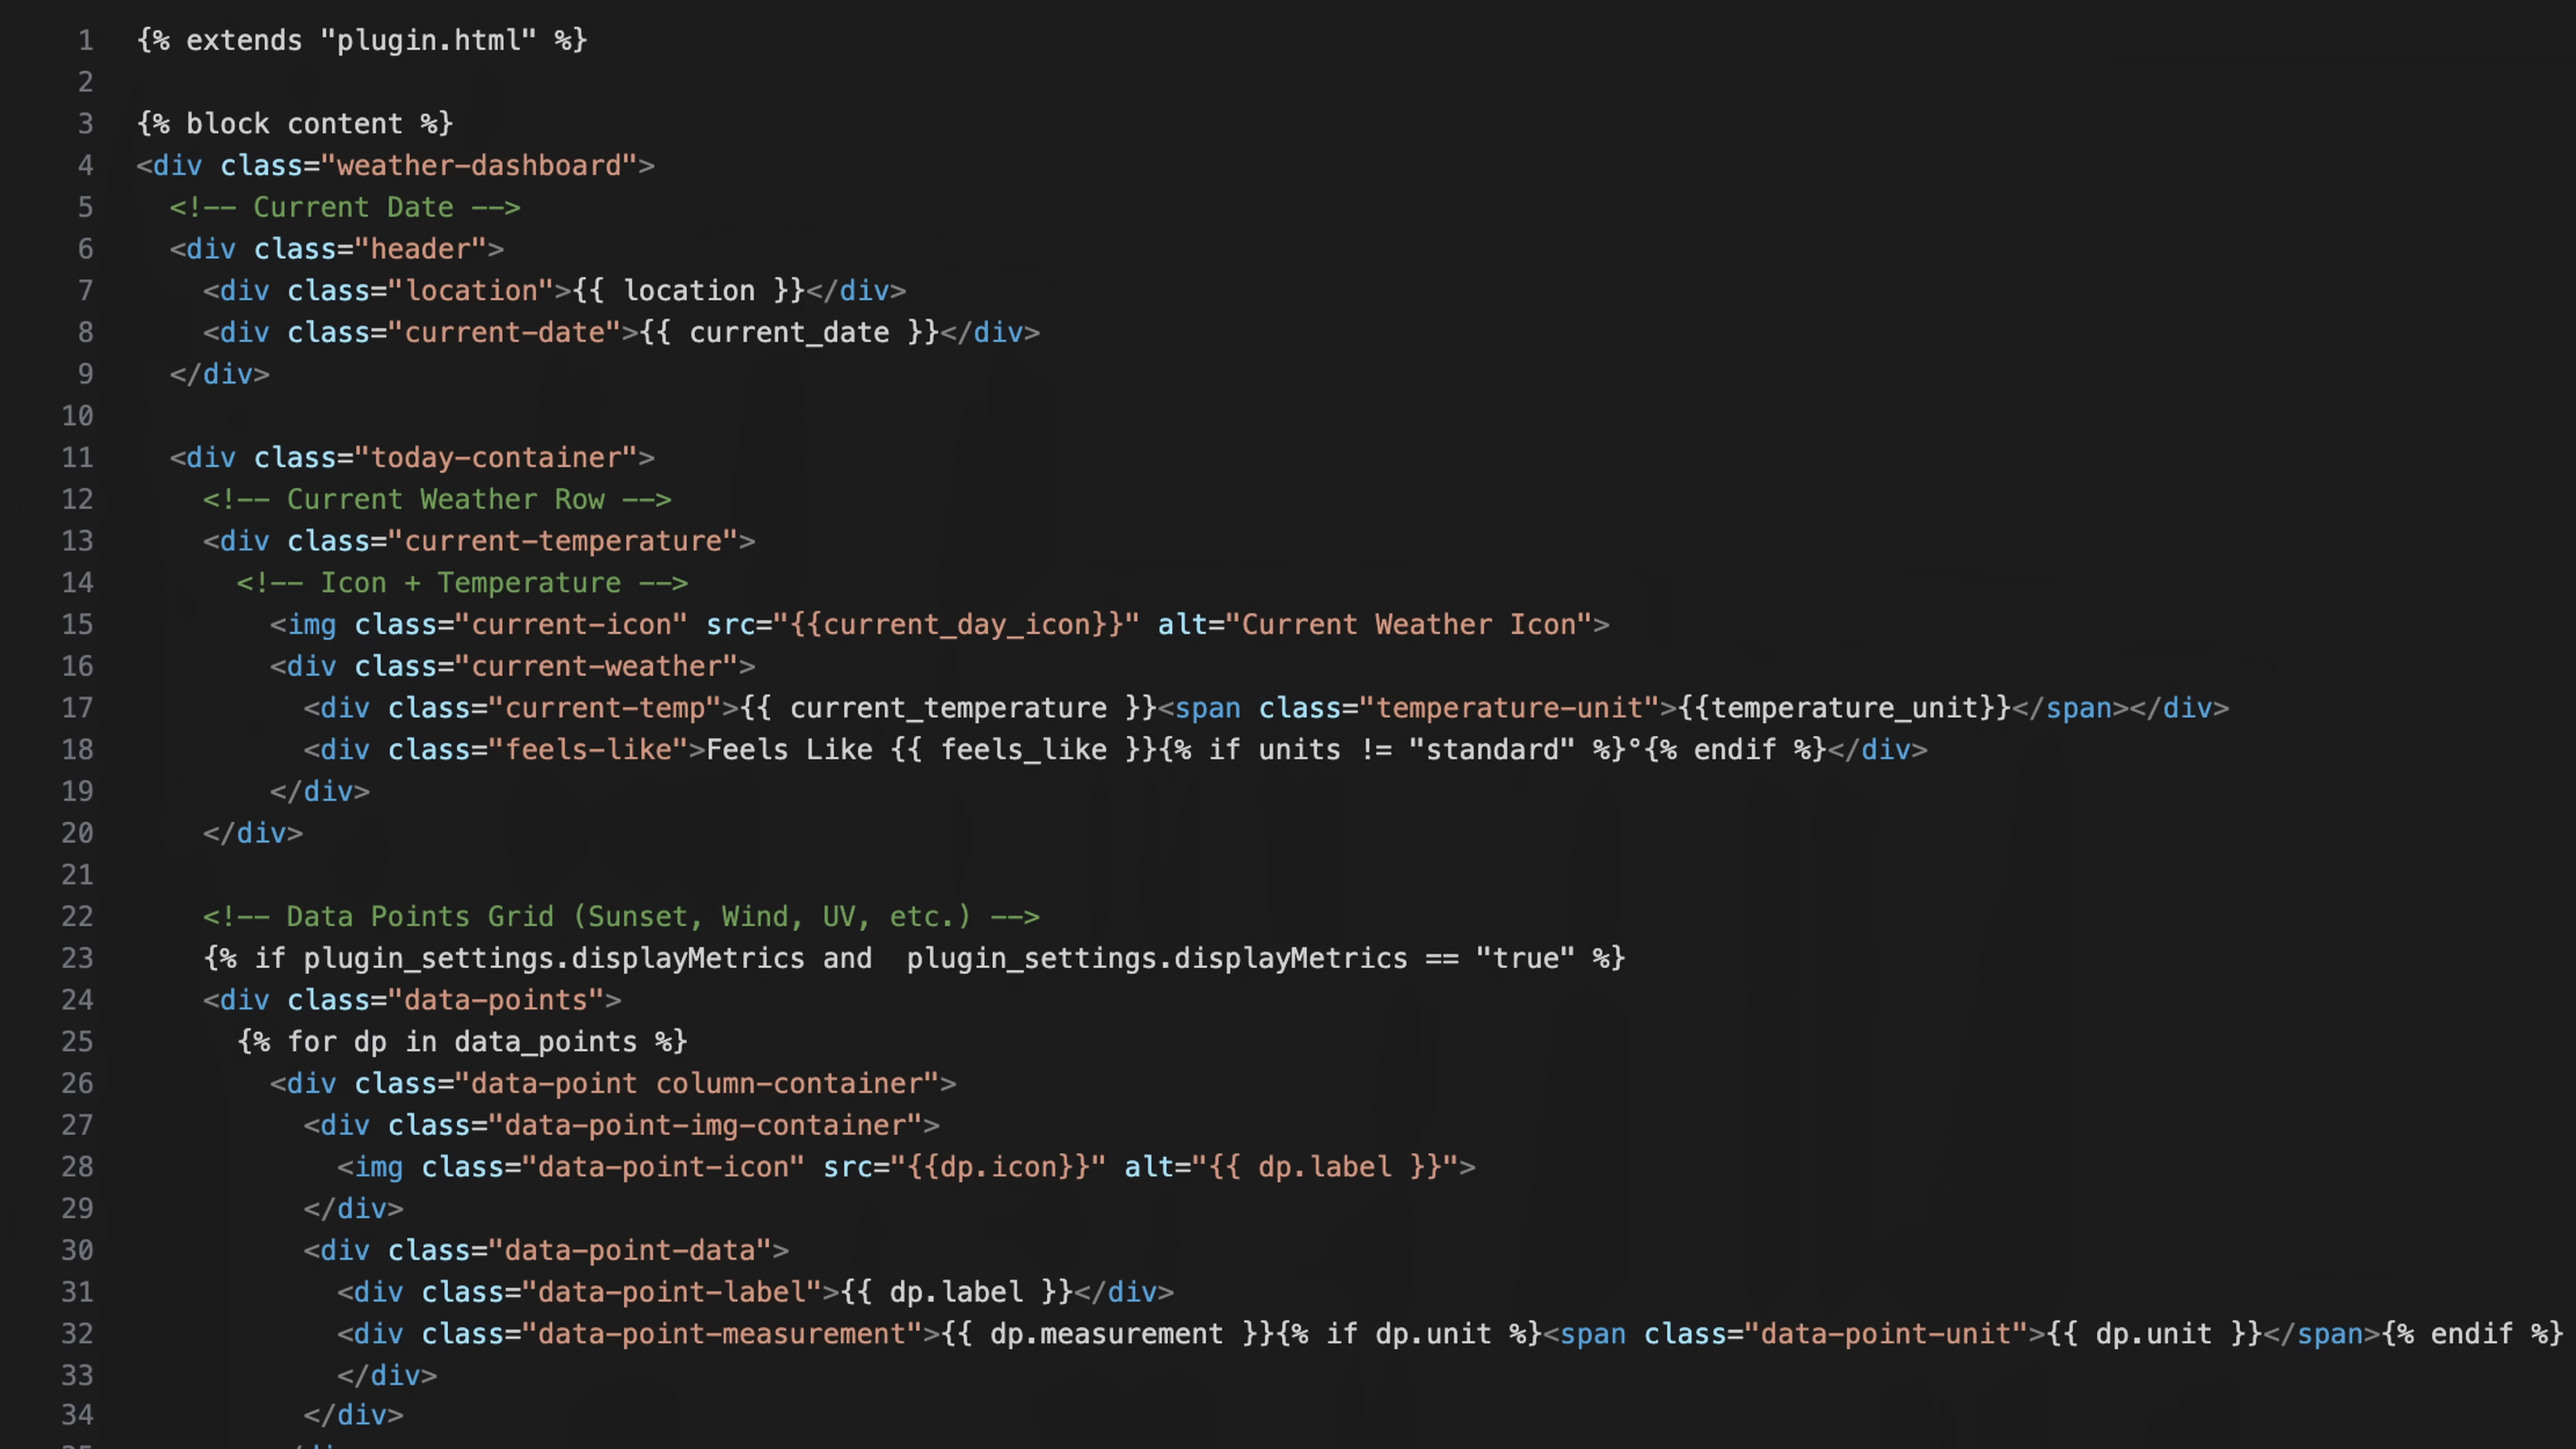 1 {% extends "plugin.html" %}
2
3 {% block content %}
4 <div class="weather-dashboard">
5   <!-- Current Date -->
6   <div class="header">
7     <div class="location">{{ location }}</div>
8     <div class="current-date">{{ current_date }}</div>
9   </div>
10
11   <div class="today-container">
12     <!-- Current Weather Row -->
13     <div class="current-temperature">
14       <!-- Icon + Temperature -->
15         <img class="current-icon" src="{{current_day_icon}}" alt="Current Weather Icon">
16         <div class="current-weather">
17           <div class="current-temp">{{ current_temperature }}<span class="temperature-unit">{{temperature_unit}}</span></div>
18           <div class="feels-like">Feels Like {{ feels_like }}{% if units != "standard" %}°{% endif %}</div>
19         </div>
20     </div>
21
22     <!-- Data Points Grid (Sunset, Wind, UV, etc.) -->
23     {% if plugin_settings.displayMetrics and  plugin_settings.displayMetrics == "true" %}
24     <div class="data-points">
25       {% for dp in data_points %}
26         <div class="data-point column-container">
27           <div class="data-point-img-container">
28             <img class="data-point-icon" src="{{dp.icon}}" alt="{{ dp.label }}">
29           </div>
30           <div class="data-point-data">
31             <div class="data-point-label">{{ dp.label }}</div>
32             <div class="data-point-measurement">{{ dp.measurement }}{% if dp.unit %}<span class="data-point-unit">{{ dp.unit }}</span>{% endif %}
33             </div>
34           </div>